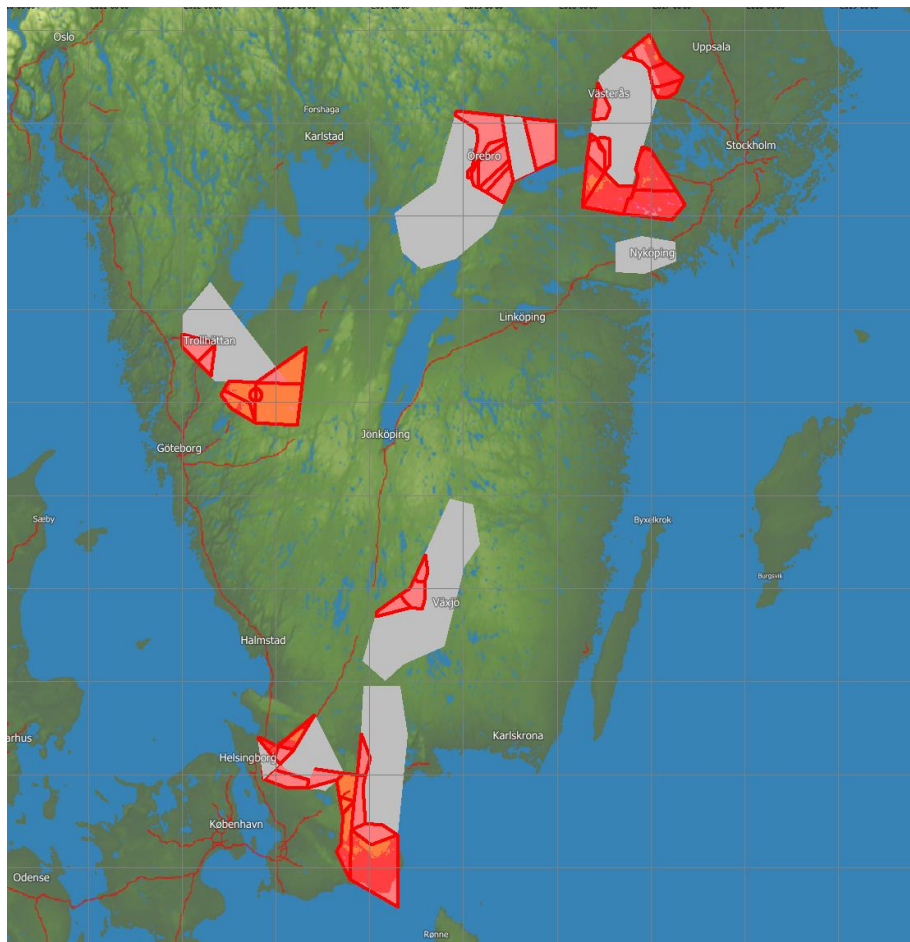 Oslo
Uppsala
Västerås
Forshaga
Karlstad
Stockholm
Örebro
Nyköping
Linköping
Trollhättan
Jönköping
Göteborg
Sæby
Byxelkrok
Burgsvik
Växjö
Halmstad
Karlskrona
arhus
Helsingborg
København
Odense
Rønne